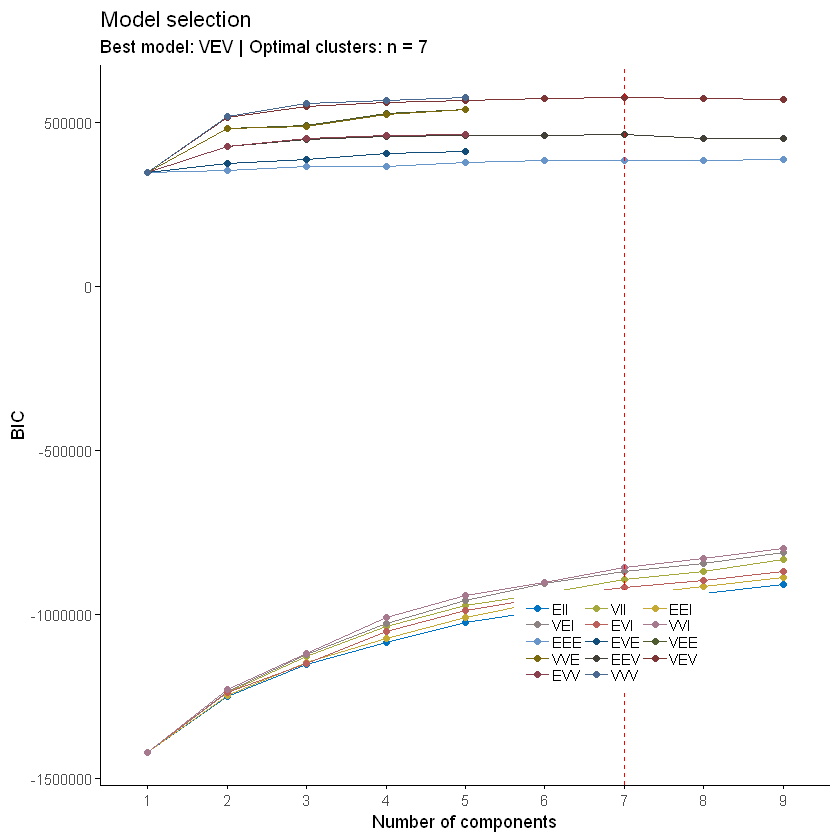 Model selection
Best model: VEV | Optimal clusters: n = 7
500000
0
-500000
-1000000
-1500000
BIC
EII VII EEI
VEI EVI VVI
EEE EVE VEE
VVE EEV VEV
EVV VVV
1 2 3 4 5 6 7 8 9
Number of components